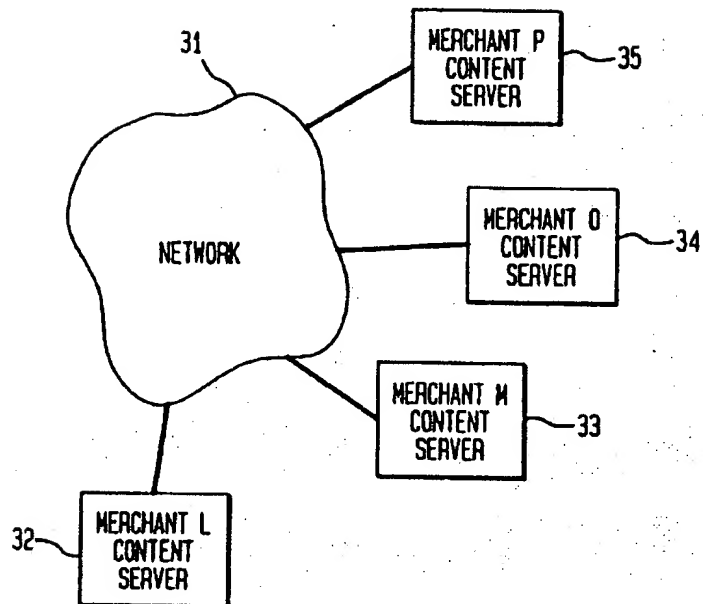 31
MERCHANT P
CONTENT
SERVER
35
NETWORK
MERCHANT O
CONTENT
SERVER
34
MERCHANT M
CONTENT
SERVER
33
32
MERCHANT L
CONTENT
SERVER